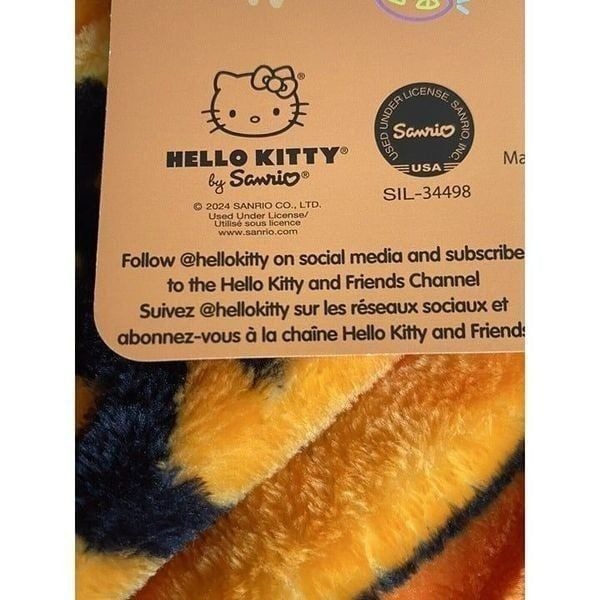 HELLO KITTY®
by Sanrio®
© 2024 SANRIO CO., LTD.
Used Under License/
Utilisé sous licence
www.sanrio.com
USED UNDER LICENSE. SANRIO, INC.
Sanrio
USA
SIL-34498
Ma
Follow @hellokitty on social media and subscribe
to the Hello Kitty and Friends Channel
Suivez @hellokitty sur les réseaux sociaux et
abonnez-vous à la chaîne Hello Kitty and Friends